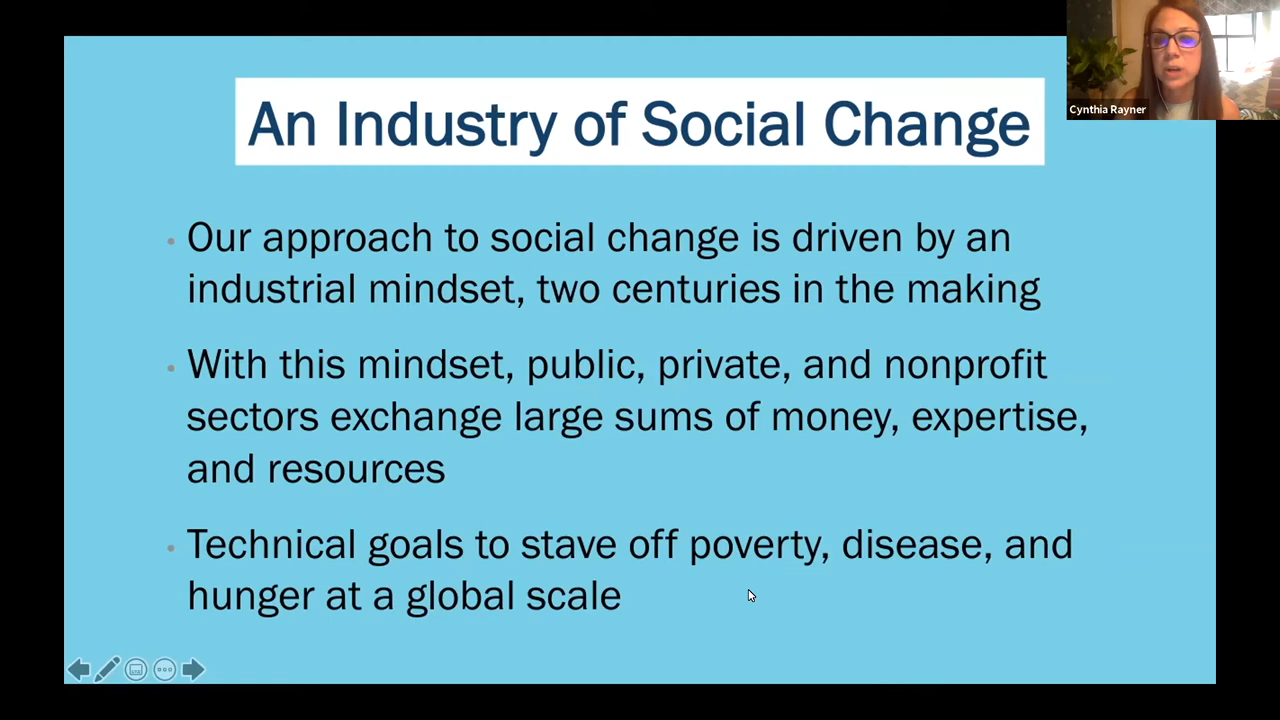 An Industry of Social Change
Cynthia Rayner
Our approach to social change is driven by an
industrial mindset, two centuries in the making
With this mindset, public, private, and nonprofit
sectors exchange large sums of money, expertise,
and resources
Technical goals to stave off poverty, disease, and
hunger at a global scale